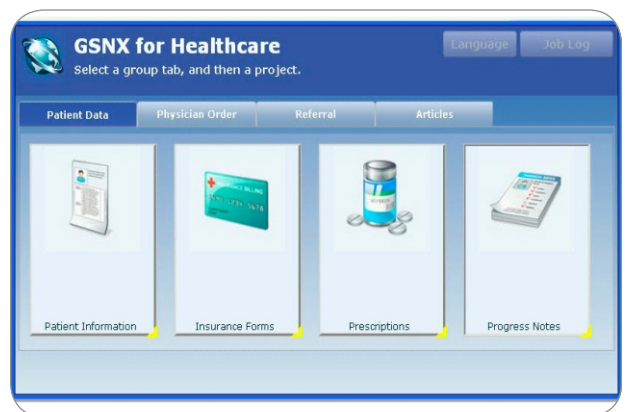 GSNX for Healthcare
Select a group tab, and then a project.
Language
Job Log
Patient Data
Physician Order
Referral
Articles
Patient Information
Insurance Forms
Prescriptions
Progress Notes